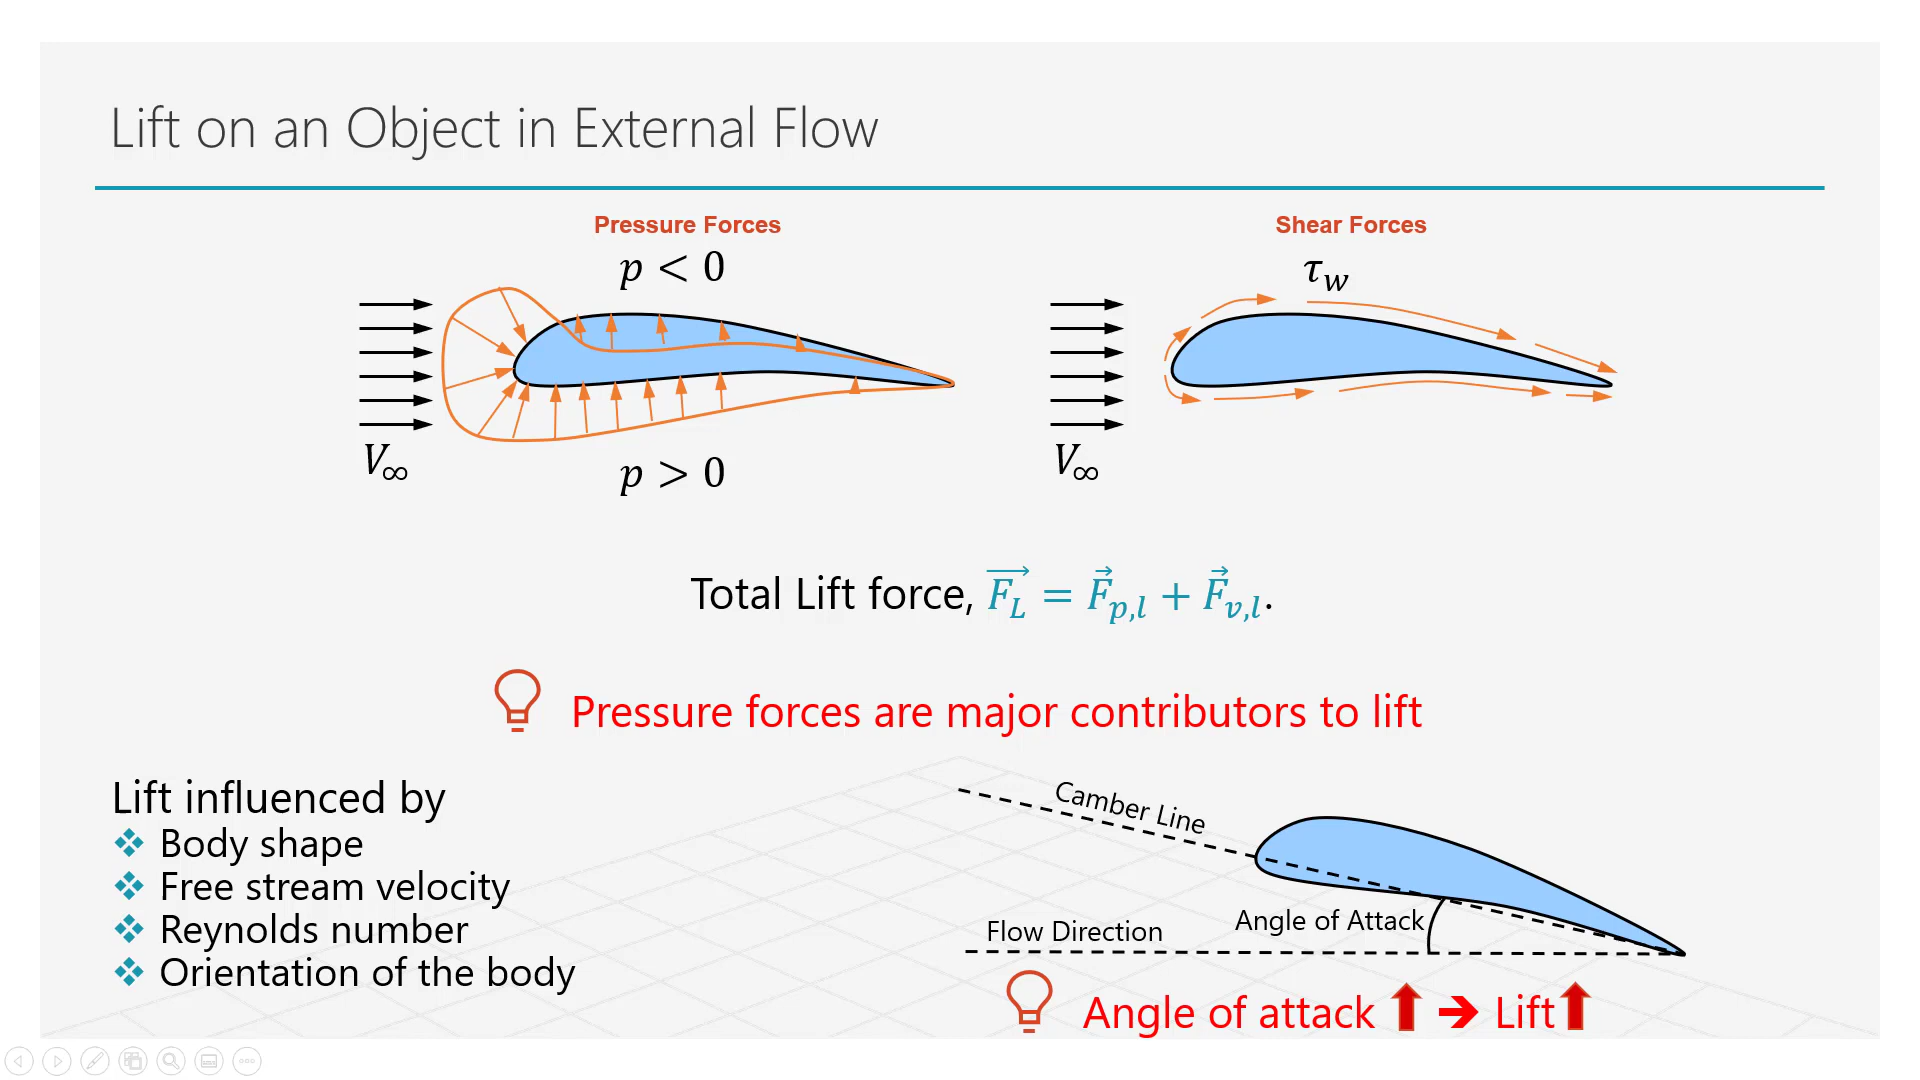 Lift on an Object in External Flow
Pressure Forces
p < 0
V∞
p > 0
Shear Forces
τw
V∞
Total Lift force, F⃗L = F⃗p,l + F⃗v,l.
Pressure forces are major contributors to lift
Lift influenced by
❖ Body shape
❖ Free stream velocity
❖ Reynolds number
❖ Orientation of the body
Camber Line
Angle of Attack
Flow Direction
Angle of attack ⬆ ➔ Lift ⬆